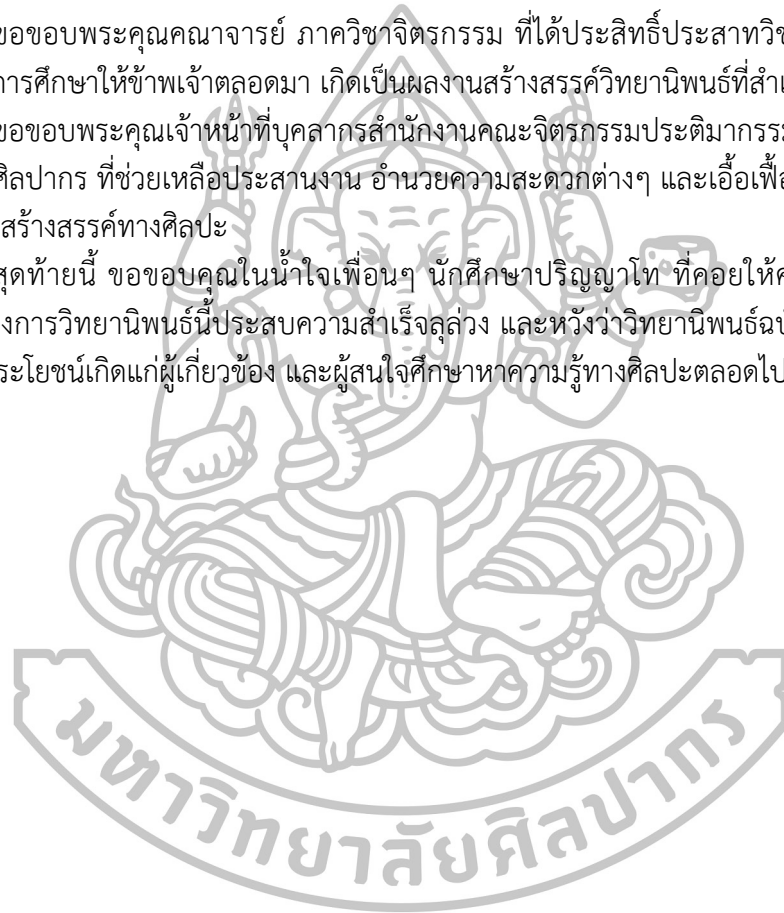 ขอขอบพระคุณคณาจารย์ ภาควิชาจิตรกรรม ที่ได้ประสิทธิ์ประสาทวิช
การศึกษาให้ข้าพเจ้าตลอดมา เกิดเป็นผลงานสร้างสรรค์วิทยานิพนธ์ที่สำเ
ขอขอบพระคุณเจ้าหน้าที่บุคลากรสำนักงานคณะจิตรกรรมประติมากรรม
ศิลปากร ที่ช่วยเหลือประสานงาน อำนวยความสะดวกต่างๆ และเอื้อเฟื้อ
สร้างสรรค์ทางศิลปะ
สุดท้ายนี้ ขอขอบคุณในน้ำใจเพื่อนๆ นักศึกษาปริญญาโท ที่คอยให้
งการวิทยานิพนธ์นี้ประสบความสำเร็จลุล่วง และหวังว่าวิทยานิพนธ์ฉบ
ระโยชน์เกิดแก่ผู้เกี่ยวข้อง และผู้สนใจศึกษาหาความรู้ทางศิลปะตลอดไป
มหาวิทยาลัยศิลปากร